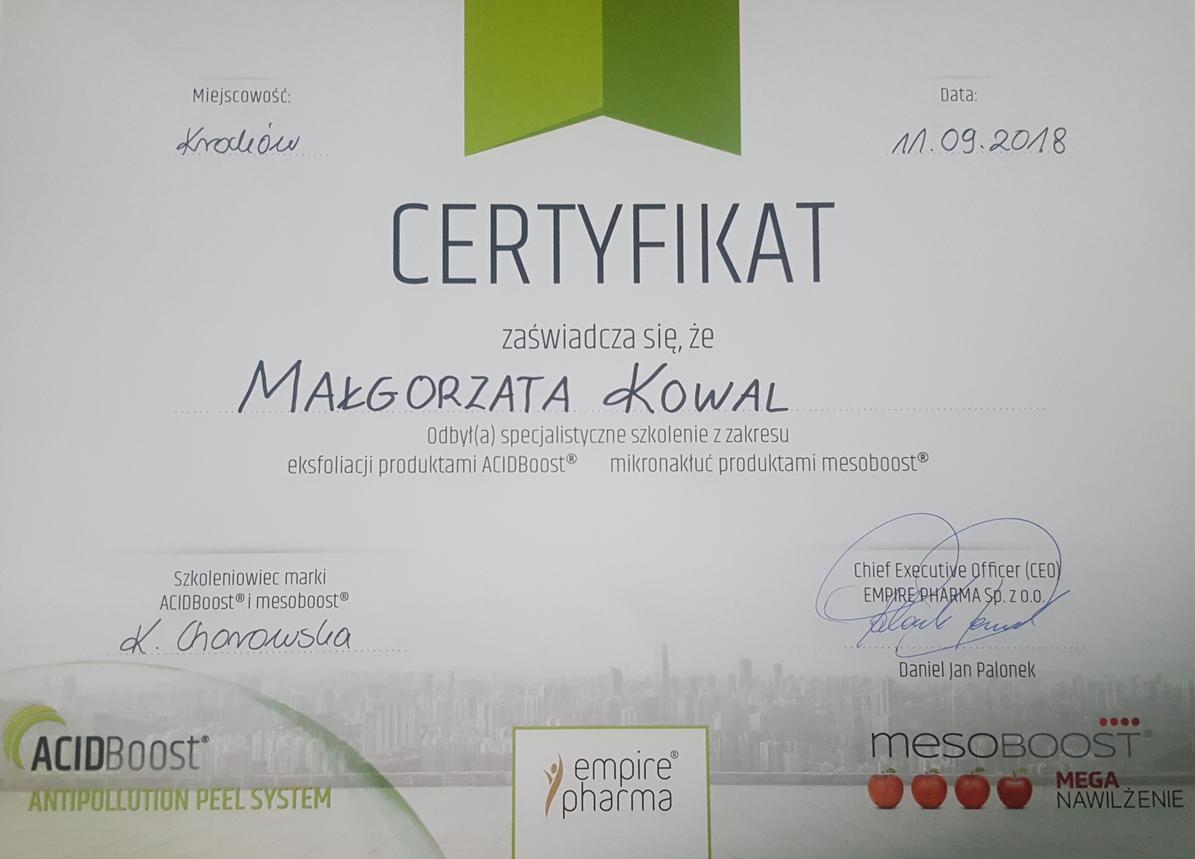 Miejscowość:
Kraków
Data:
11.09.2018
CERTYFIKAT
zaświadcza się, że
MAŁGORZATA KOWAL
Odbył(a) specjalistyczne szkolenie z zakresu
eksfoliacji produktami ACIDBoost® mikronakłuć produktami mesoboost®
Szkoleniowiec marki
ACIDBoost® i mesoboost®
K. Chorowska
Chief Executive Officer (CEO)
EMPIRE PHARMA Sp. z o.o.
Daniel Jan Palonek
ACIDBoost®
ANTIPOLLUTION PEEL SYSTEM
empire®
pharma
mesoBOOST®
MEGA
NAWILŻENIE